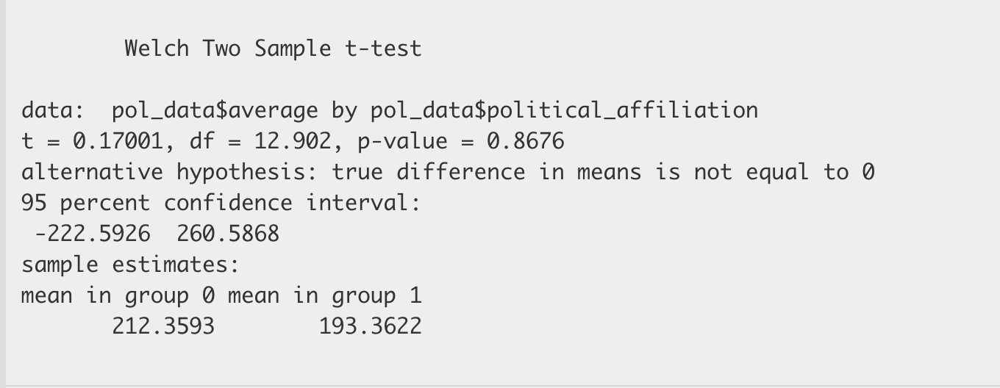 Welch Two Sample t-test
data:  pol_data$average by pol_data$political_affiliation
t = 0.17001, df = 12.902, p-value = 0.8676
alternative hypothesis: true difference in means is not equal to 0
95 percent confidence interval:
 -222.5926  260.5868
sample estimates:
mean in group 0 mean in group 1
       212.3593        193.3622